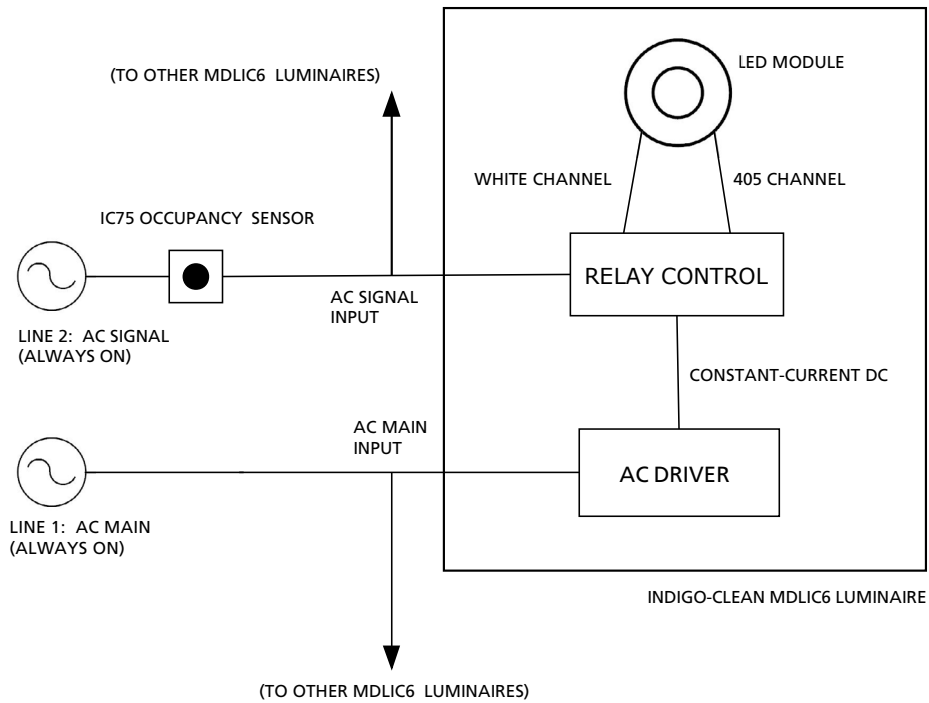 (TO OTHER MDLIC6 LUMINAIRES)
LED MODULE
WHITE CHANNEL
405 CHANNEL
IC75 OCCUPANCY SENSOR
RELAY CONTROL
AC SIGNAL
INPUT
LINE 2: AC SIGNAL
(ALWAYS ON)
CONSTANT-CURRENT DC
AC MAIN
INPUT
AC DRIVER
LINE 1: AC MAIN
(ALWAYS ON)
INDIGO-CLEAN MDLIC6 LUMINAIRE
(TO OTHER MDLIC6 LUMINAIRES)